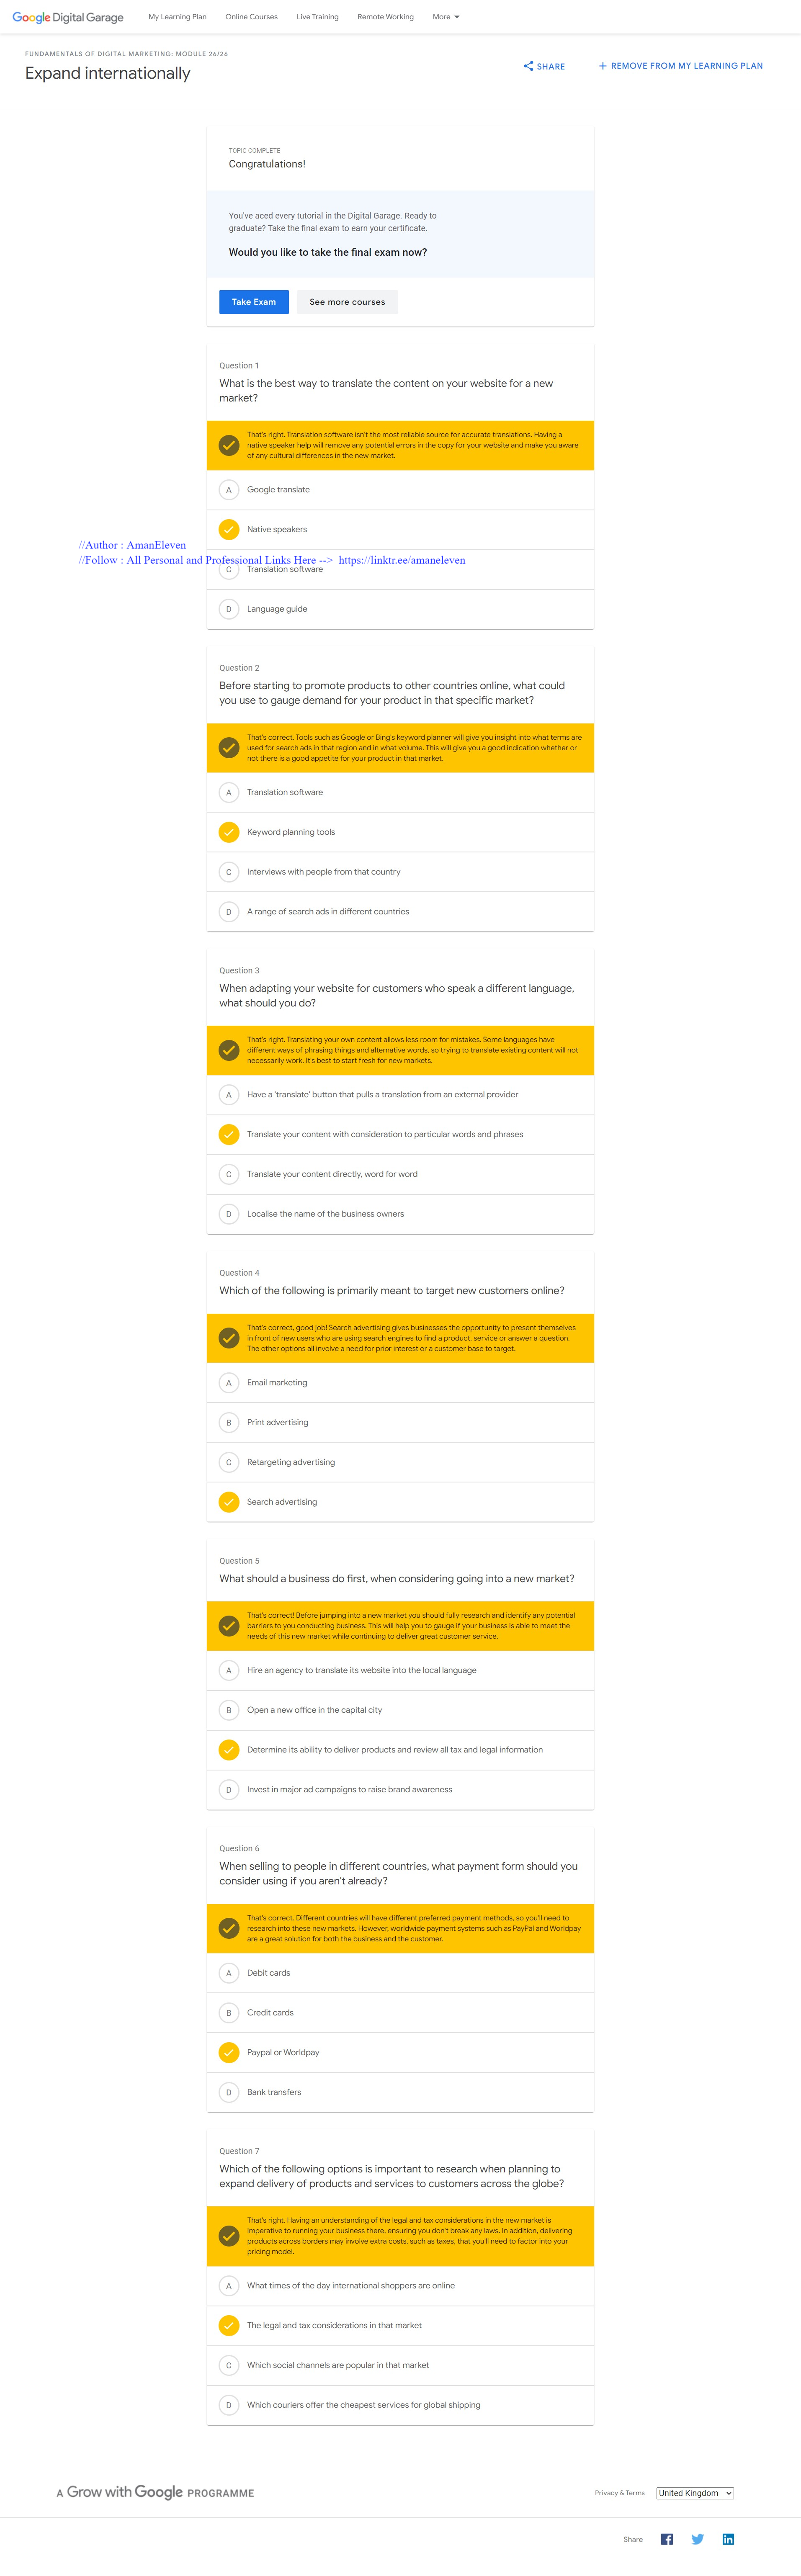 Google Digital Garage My Learning Plan Online Courses Live Training Remote Working More
FUNDAMENTALS OF DIGITAL MARKETING: MODULE 26/26
Expand internationally
SHARE
REMOVE FROM MY LEARNING PLAN
TOPIC COMPLETE
Congratulations!
You've aced every tutorial in the Digital Garage. Ready to
graduate? Take the final exam to earn your certificate.
Would you like to take the final exam now?
Take Exam See more courses
Question 1
What is the best way to translate the content on your website for a new
market?
That's right. Translation software isn't the most reliable source for accurate translations. Having a
native speaker help will remove any potential errors in the copy for your website and make you aware
of any cultural differences in the new market.
A Google translate
Native speakers
//Author : AmanEleven
//Follow : All Personal and Professional Links Here --> https://linktr.ee/amaneleven
C Translation software
D Language guide
Question 2
Before starting to promote products to other countries online, what could
you use to gauge demand for your product in that specific market?
That's correct. Tools such as Google or Bing's keyword planner will give you insight into what terms are
used for search ads in that region and in what volume. This will give you a good indication whether or
not there is a good appetite for your product in that market.
A Translation software
Keyword planning tools
C Interviews with people from that country
D A range of search ads in different countries
Question 3
When adapting your website for customers who speak a different language,
what should you do?
That's right. Translating your own content allows less room for mistakes. Some languages have
different ways of phrasing things and alternative words, so trying to translate existing content will not
necessarily work. It's best to start fresh for new markets.
A Have a 'translate' button that pulls a translation from an external provider
Translate your content with consideration to particular words and phrases
C Translate your content directly, word for word
D Localise the name of the business owners
Question 4
Which of the following is primarily meant to target new customers online?
That's correct, good job! Search advertising gives businesses the opportunity to present themselves
in front of new users who are using search engines to find a product, service or answer a question.
The other options all involve a need for prior interest or a customer base to target.
A Email marketing
B Print advertising
C Retargeting advertising
Search advertising
Question 5
What should a business do first, when considering going into a new market?
That's correct! Before jumping into a new market you should fully research and identify any potential
barriers to you conducting business. This will help you to gauge if your business is able to meet the
needs of this new market while continuing to deliver great customer service.
A Hire an agency to translate its website into the local language
B Open a new office in the capital city
Determine its ability to deliver products and review all tax and legal information
D Invest in major ad campaigns to raise brand awareness
Question 6
When selling to people in different countries, what payment form should you
consider using if you aren't already?
That's correct. Different countries will have different preferred payment methods, so you'll need to
research into these new markets. However, worldwide payment systems such as PayPal and Worldpay
are a great solution for both the business and the customer.
A Debit cards
B Credit cards
Paypal or Worldpay
D Bank transfers
Question 7
Which of the following options is important to research when planning to
expand delivery of products and services to customers across the globe?
That's right. Having an understanding of the legal and tax considerations in the new market is
imperative to running your business there, ensuring you don't break any laws. In addition, delivering
products across borders may involve extra costs, such as taxes, that you'll need to factor into your
pricing model.
A What times of the day international shoppers are online
The legal and tax considerations in that market
C Which social channels are popular in that market
D Which couriers offer the cheapest services for global shipping
A Grow with Google PROGRAMME
Privacy & Terms United Kingdom
Share